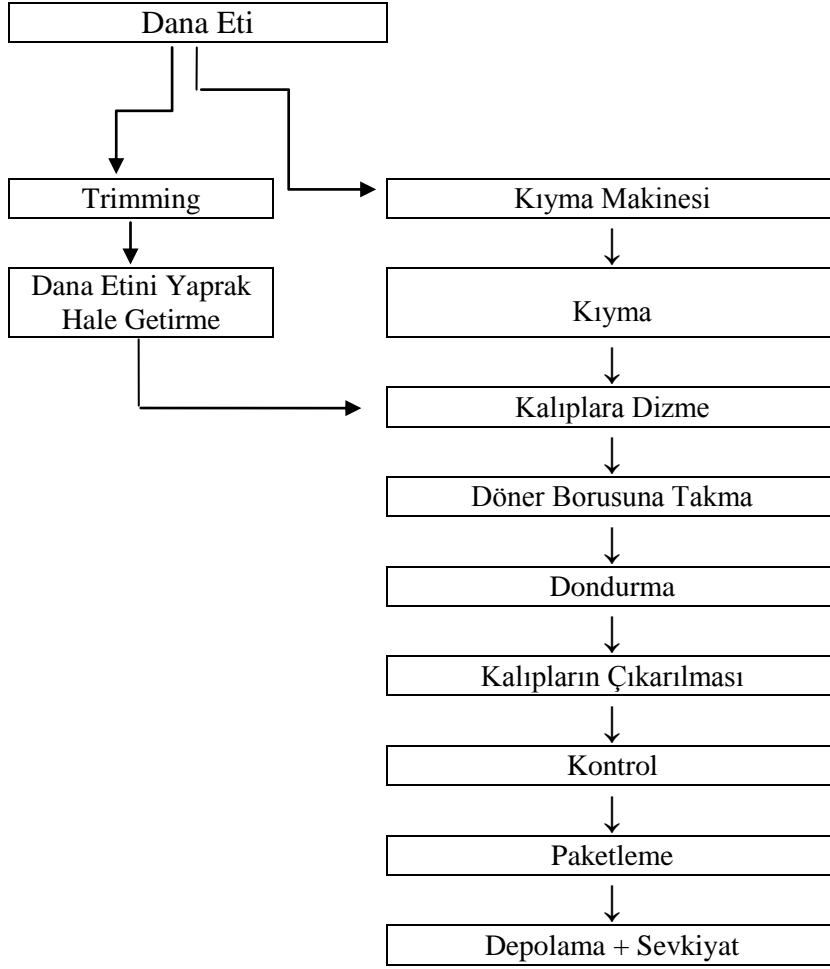 Dana Eti
Trimming
Kıyma Makinesi
Dana Etini Yaprak
Hale Getirme
Kıyma
Kalıplara Dizme
Döner Borusuna Takma
Dondurma
Kalıpların Çıkarılması
Kontrol
Paketleme
Depolama + Sevkiyat